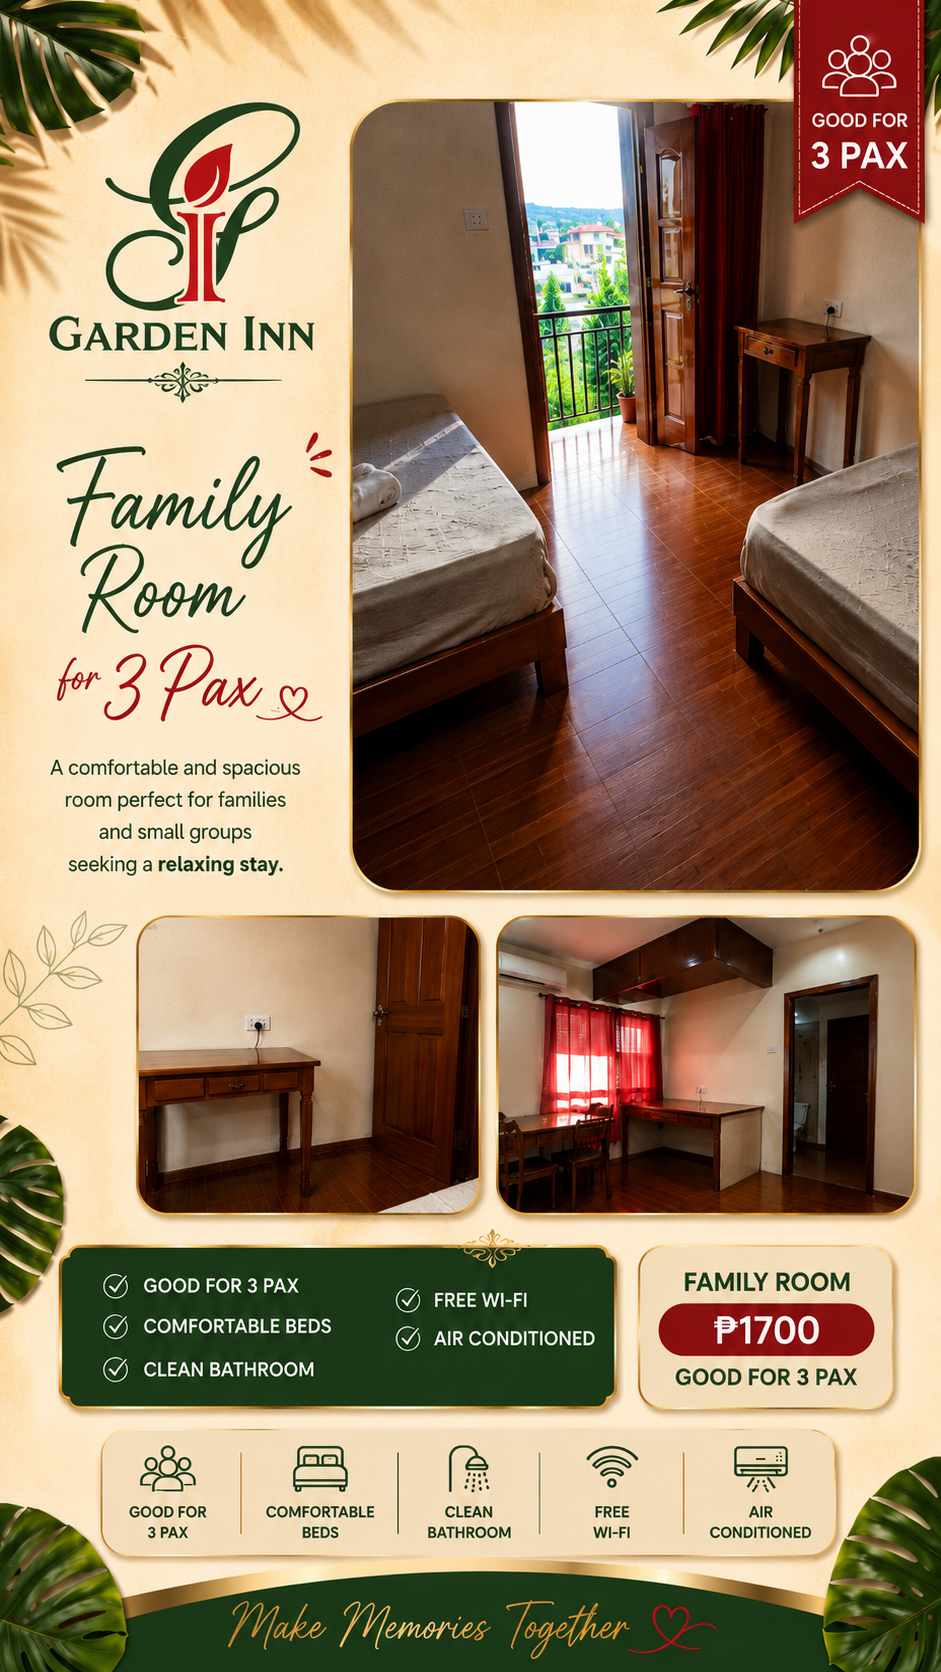 GOOD FOR
3 PAX
GARDEN INN
Family
Room
for 3 Pax
A comfortable and spacious
room perfect for families
and small groups
seeking a relaxing stay.
GOOD FOR 3 PAX
COMFORTABLE BEDS
CLEAN BATHROOM
FREE WI-FI
AIR CONDITIONED
FAMILY ROOM
₱1700
GOOD FOR 3 PAX
GOOD FOR
3 PAX
COMFORTABLE
BEDS
CLEAN
BATHROOM
FREE
WI-FI
AIR
CONDITIONED
Make Memories Together